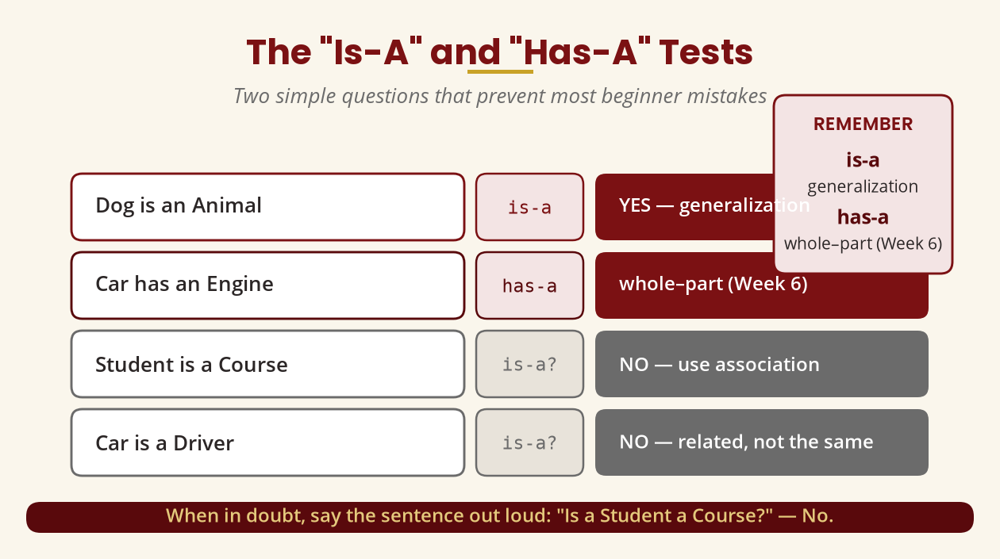 The "Is-A" and "Has-A" Tests
Two simple questions that prevent most beginner mistakes
REMEMBER
is-a
generalization
has-a
whole–part (Week 6)
Dog is an Animal
is-a
YES — generalization
Car has an Engine
has-a
whole–part (Week 6)
Student is a Course
is-a?
NO — use association
Car is a Driver
is-a?
NO — related, not the same
When in doubt, say the sentence out loud: "Is a Student a Course?" — No.